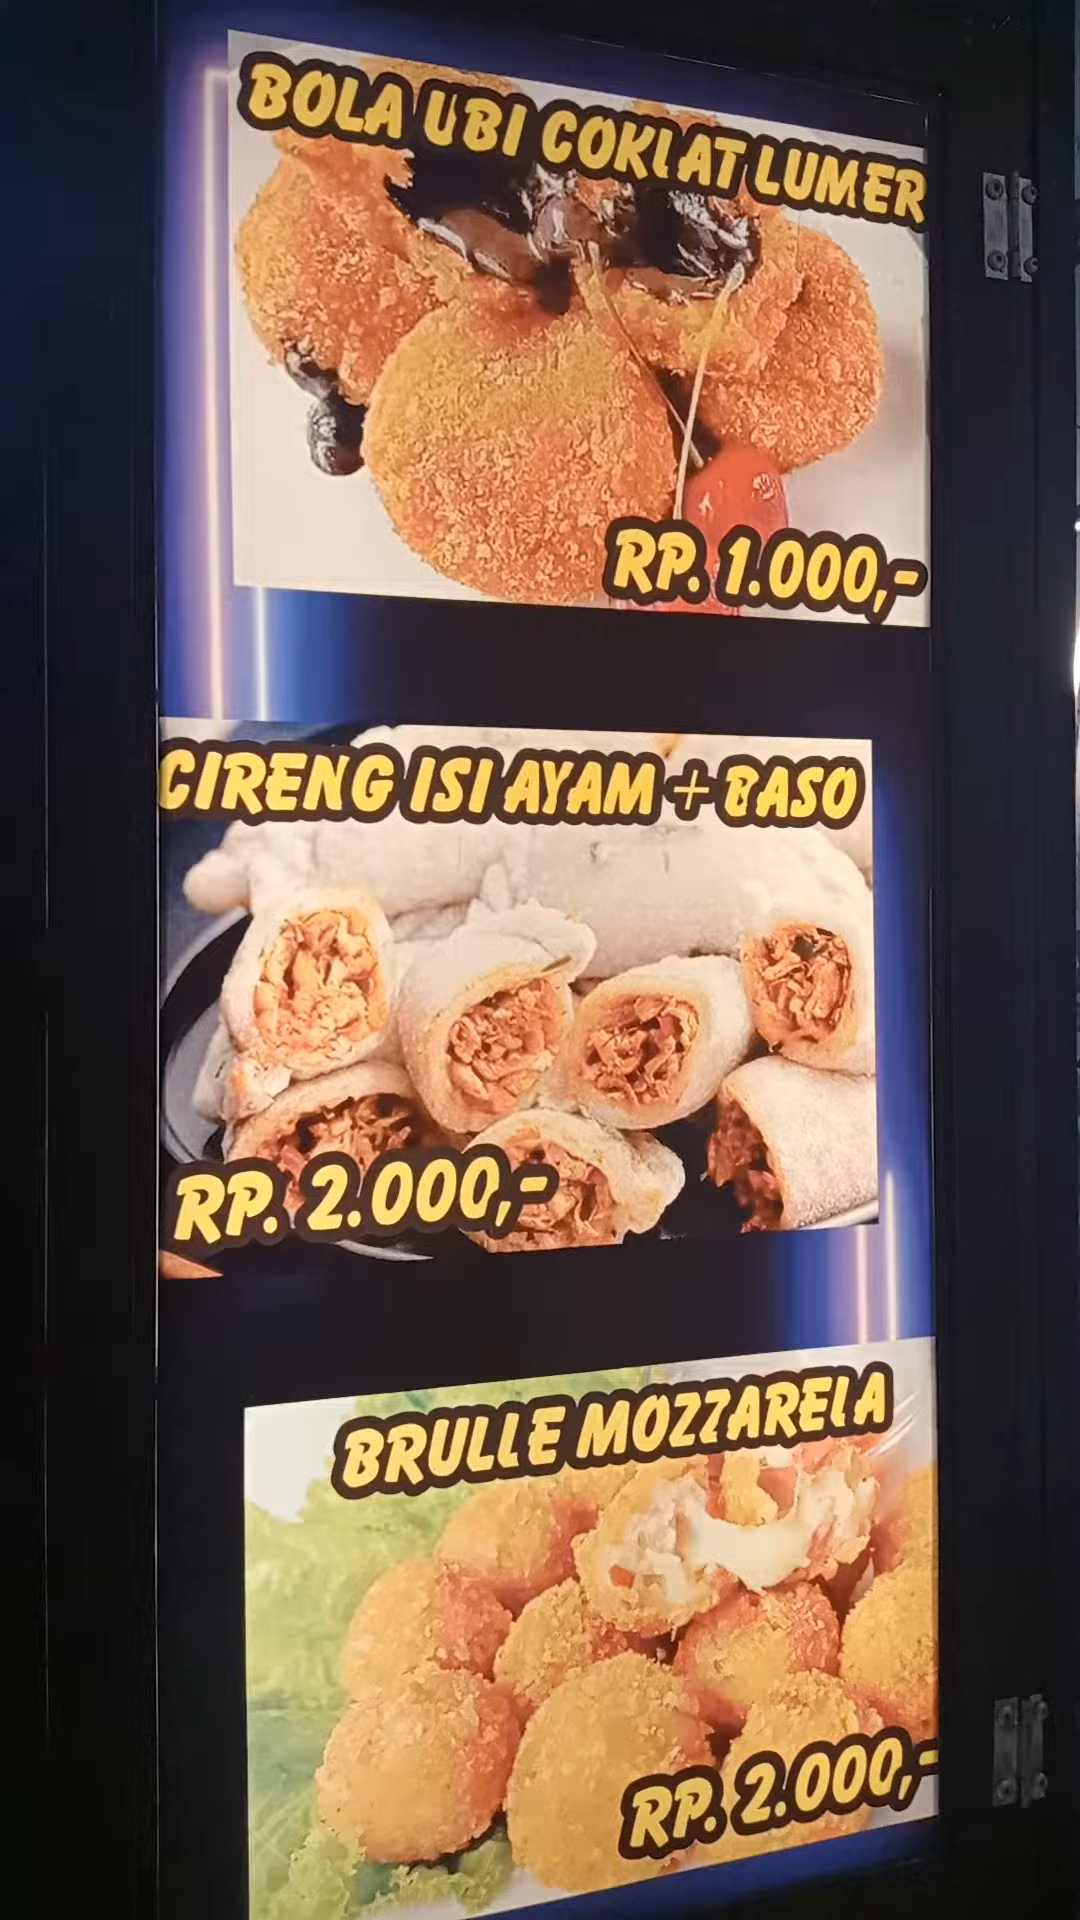 BOLA UBI COKLAT LUMER
RP. 1.000,-
CIRENG ISI AYAM + BASO
RP. 2.000,-
BRULLE MOZZARELA
RP. 2.000,-